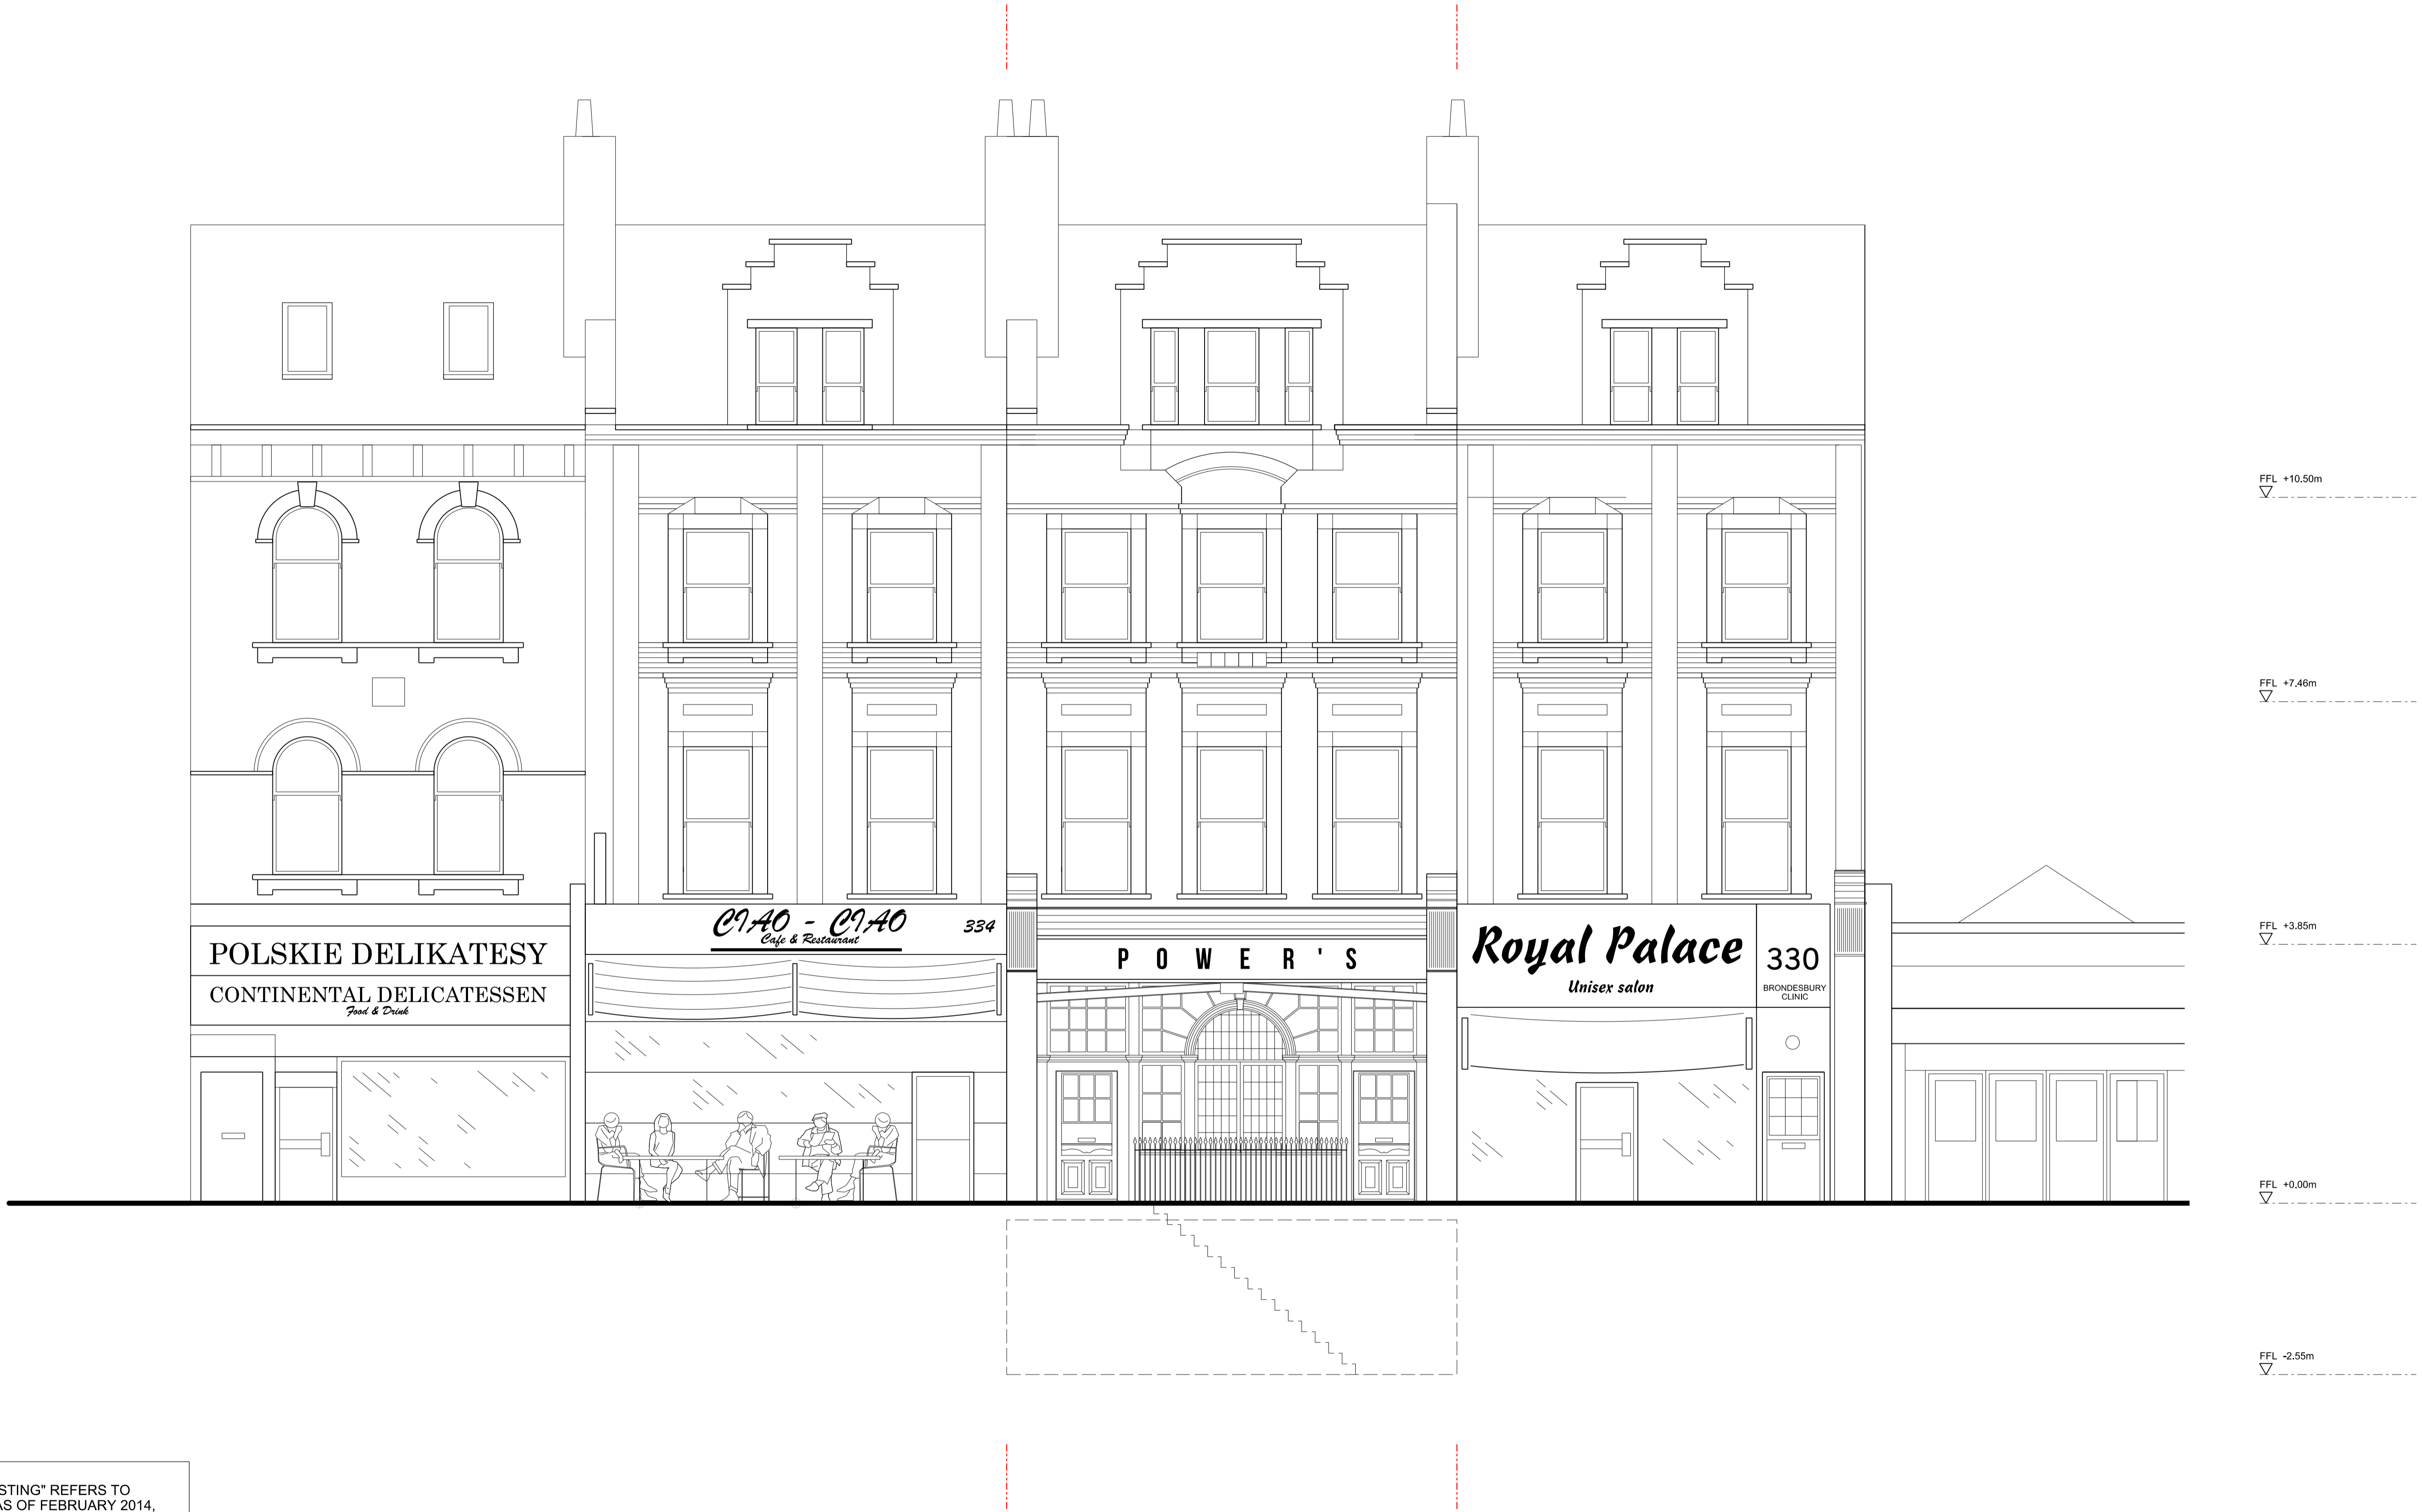 FFL +10.50m
FFL +7.46m
FFL +3.85m
POLSKIE DELIKATESY
CONTINENTAL DELICATESSEN
Food & Drink
CIAO - CIAO
Cafe & Restaurant
334
POWER'S
Royal Palace
Unisex salon
330
BRONDESBURY
CLINIC
FFL +0.00m
FFL -2.55m
STING" REFERS TO
AS OF FEBRUARY 2014,